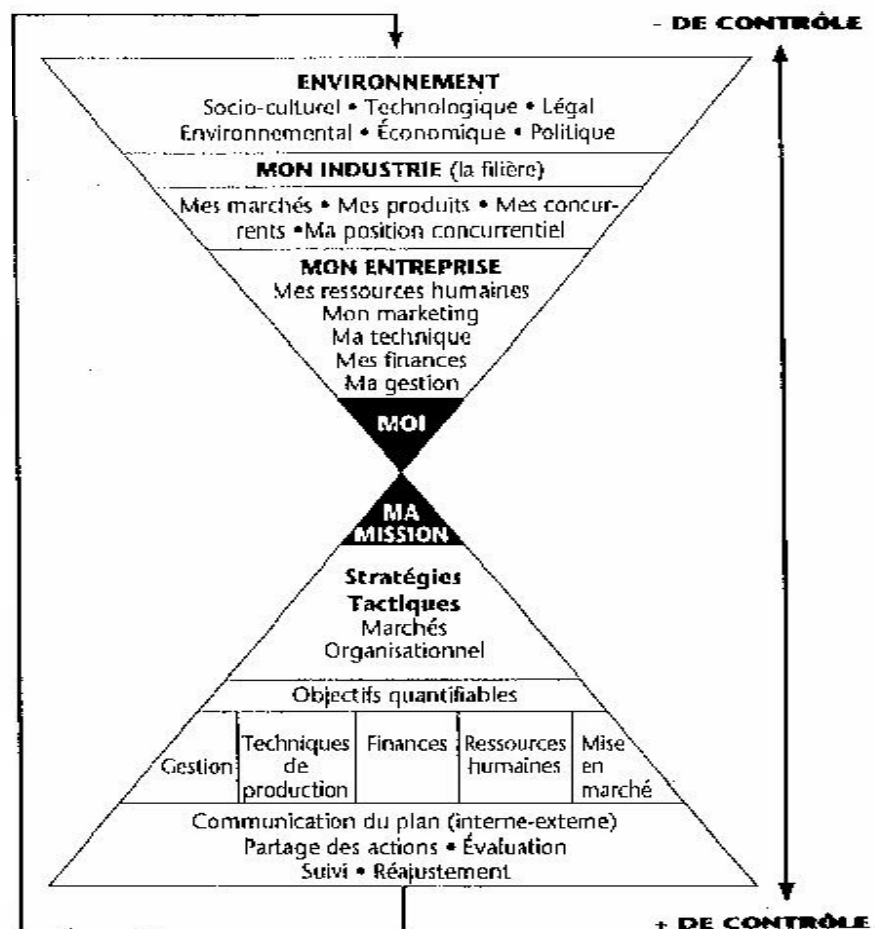 - DE CONTRÔLE
ENVIRONNEMENT
Socio-culturel • Technologique • Légal
Environnemental • Économique • Politique
MON INDUSTRIE (la filière)
Mes marchés • Mes produits • Mes concur-
rents •Ma position concurrentiel
MON ENTREPRISE
Mes ressources humaines
Mon marketing
Ma technique
Mes finances
Ma gestion
MOI
MA
MISSION
Stratégies
Tactiques
Marchés
Organisationnel
Objectifs quantifiables
Gestion
Techniques
de
production
Finances
Ressources
humaines
Mise
en
marché
Communication du plan (interne-externe)
Partage des actions • Évaluation
Suivi • Réajustement
+ DE CONTRÔLE